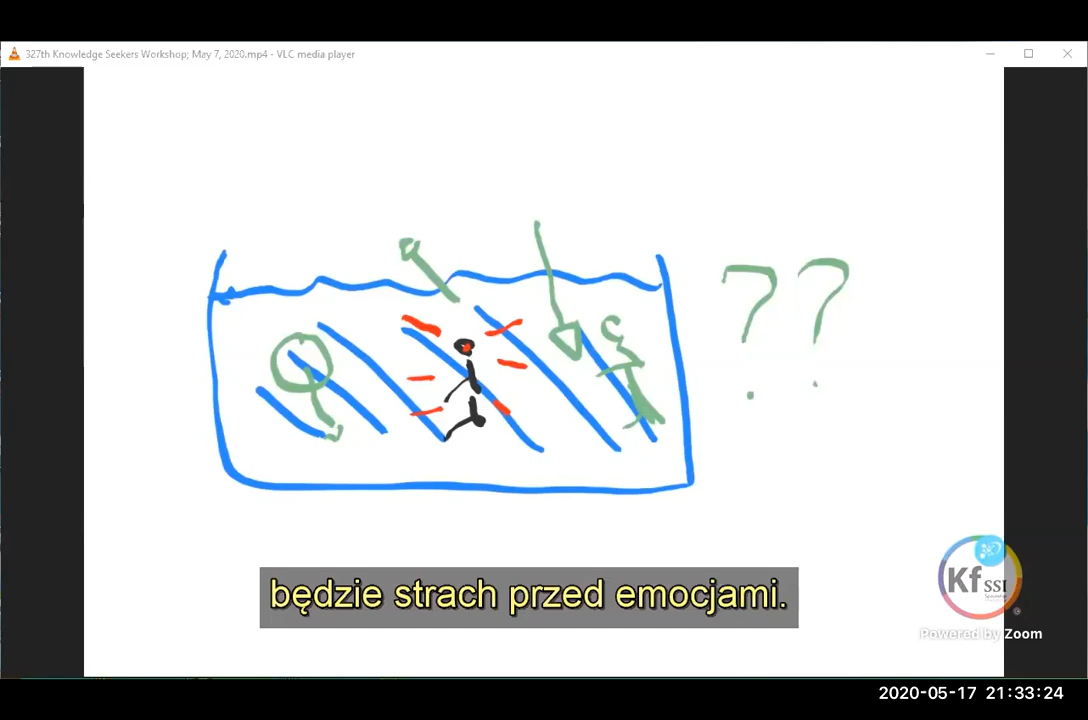 327th Knowledge Seekers Workshop; May 7, 2020.mp4 - VLC media player
? ?
będzie strach przed emocjami.
Kf SSI
Powered by Zoom
2020-05-17 21:33:24